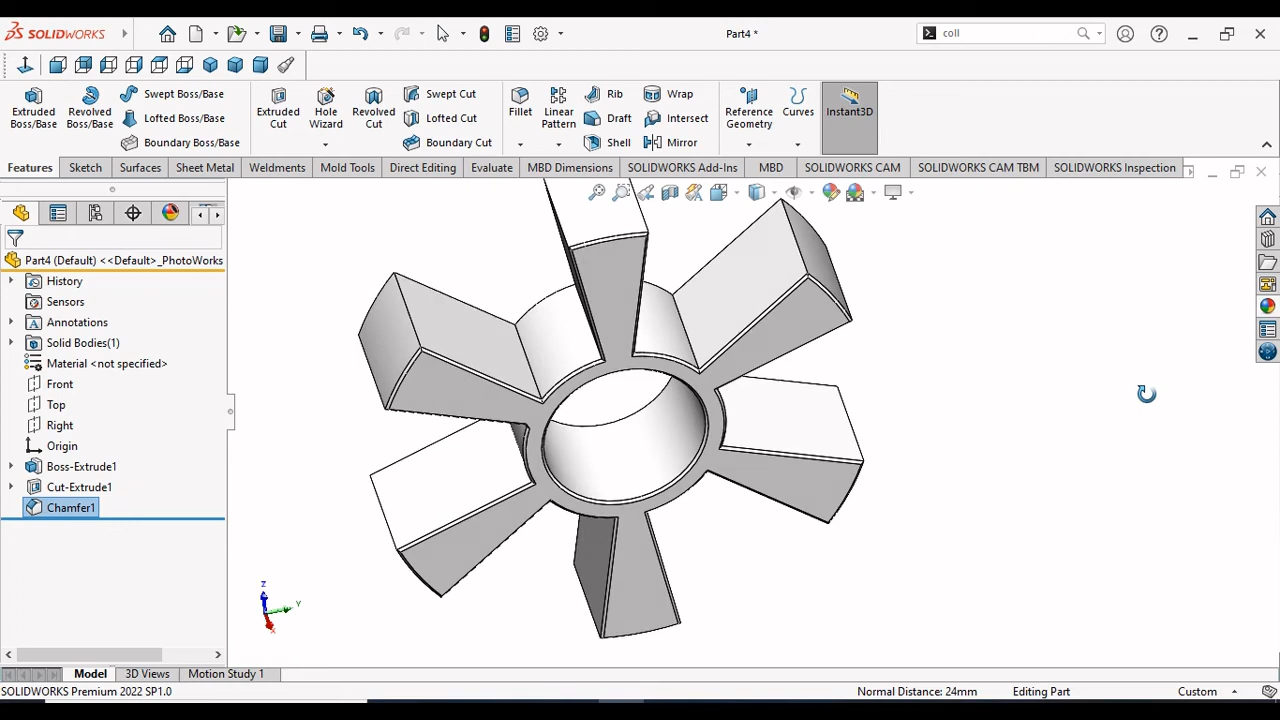 SOLIDWORKS
Part4 *
coll
Extruded Boss/Base
Revolved Boss/Base
Swept Boss/Base
Lofted Boss/Base
Boundary Boss/Base
Extruded Cut
Hole Wizard
Revolved Cut
Swept Cut
Lofted Cut
Boundary Cut
Fillet
Linear Pattern
Rib
Draft
Shell
Wrap
Intersect
Mirror
Reference Geometry
Curves
Instant3D
Features Sketch Surfaces Sheet Metal Weldments Mold Tools Direct Editing Evaluate MBD Dimensions SOLIDWORKS Add-Ins MBD SOLIDWORKS CAM SOLIDWORKS CAM TBM SOLIDWORKS Inspection
Part4 (Default) <<Default>_PhotoWorks
History
Sensors
Annotations
Solid Bodies(1)
Material <not specified>
Front
Top
Right
Origin
Boss-Extrude1
Cut-Extrude1
Chamfer1
Z
Y
X
Model 3D Views Motion Study 1
SOLIDWORKS Premium 2022 SP1.0 Normal Distance: 24mm Editing Part Custom